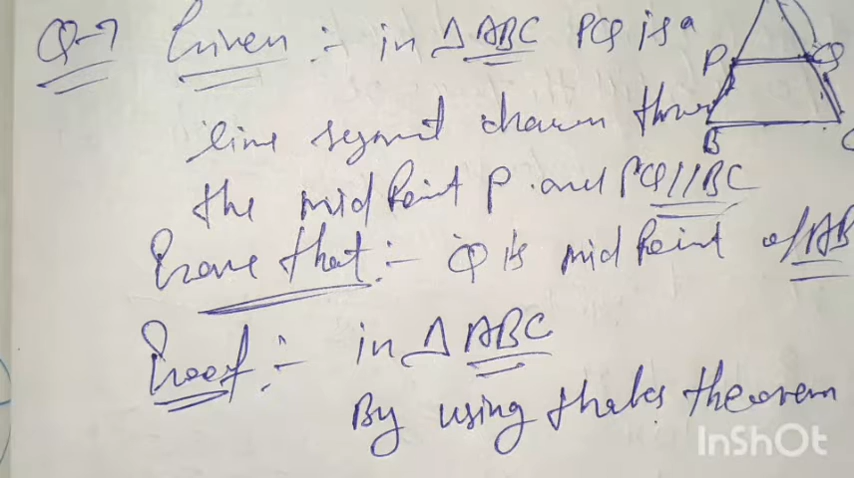 Q-7 Given :- in Δ ABC PQ is a
P Q
line segment drawn throu
B C
the mid Point P. and PQ//BC
Prove that :- Q is mid Point of AB
Proof :- in Δ ABC
By using thales theorem
InShOt